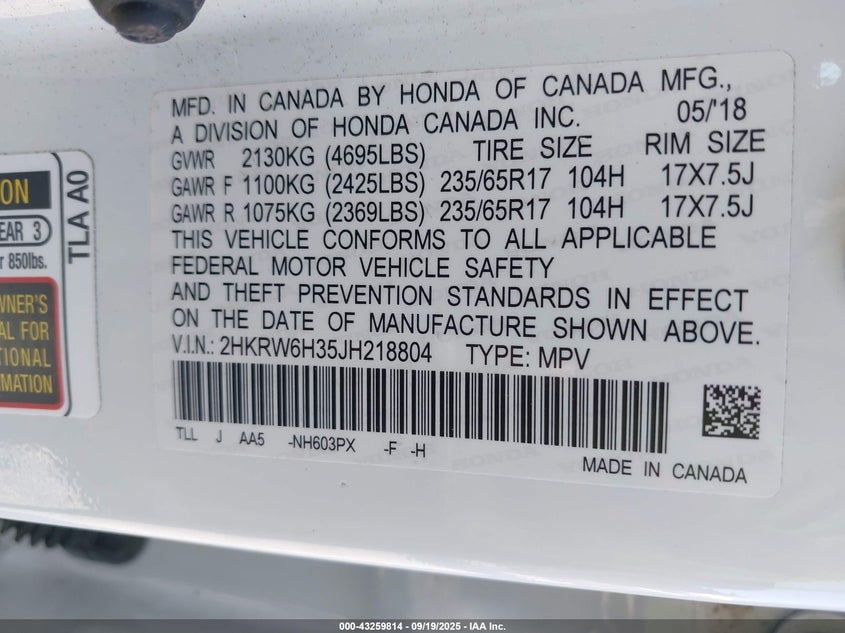 MFD. IN CANADA BY HONDA OF CANADA MFG.,
A DIVISION OF HONDA CANADA INC. 05/'18
GVWR 2130KG (4695LBS) TIRE SIZE RIM SIZE
GAWR F 1100KG (2425LBS) 235/65R17 104H 17X7.5J
GAWR R 1075KG (2369LBS) 235/65R17 104H 17X7.5J
THIS VEHICLE CONFORMS TO ALL APPLICABLE
FEDERAL MOTOR VEHICLE SAFETY
AND THEFT PREVENTION STANDARDS IN EFFECT
ON THE DATE OF MANUFACTURE SHOWN ABOVE.
V.I.N.: 2HKRW6H35JH218804 TYPE: MPV
TLL J AA5 -NH603PX -F -H
MADE IN CANADA
ON
EAR 3
850lbs.
WNER'S
AL FOR
TIONAL
RMATION
TLA A0
000-43259814 - 09/19/2025 - IAA Inc.